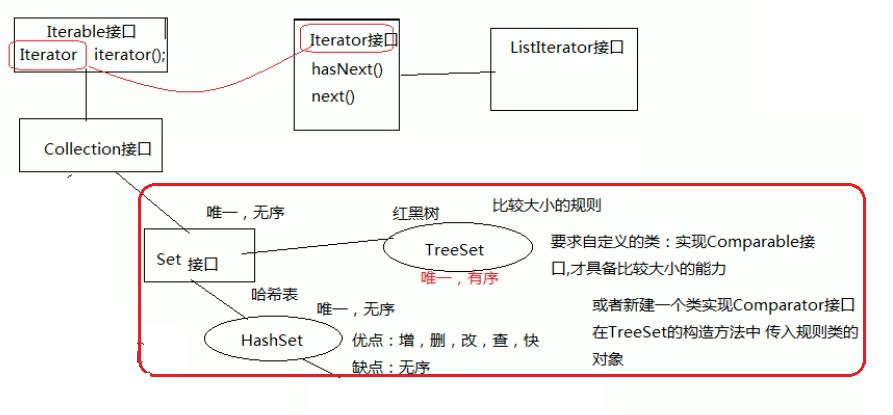 Iterable接口
Iterator iterator();
Iterator接口
hasNext()
next()
ListIterator接口
Collection接口
唯一，无序
Set 接口
红黑树
比较大小的规则
TreeSet
唯一，有序
要求自定义的类：实现Comparable接
口,才具备比较大小的能力
哈希表
唯一，无序
HashSet
优点：增，删，改，查，快
缺点：无序
或者新建一个类实现Comparator接口
在TreeSet的构造方法中 传入规则类的
对象